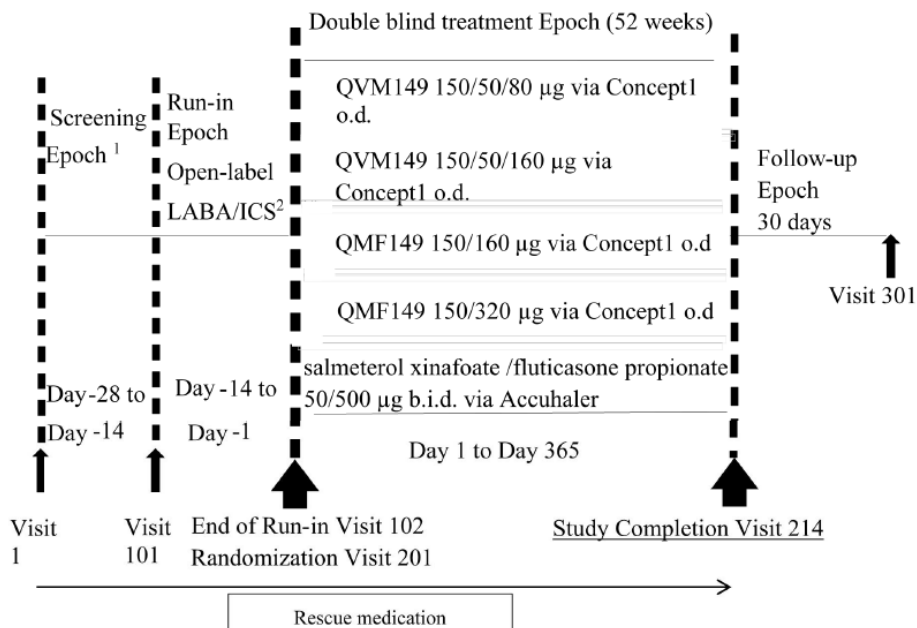 Double blind treatment Epoch (52 weeks)
Screening
Epoch 1
Run-in
Epoch
Open-label
LABA/ICS2
QVM149 150/50/80 µg via Concept1
o.d.
QVM149 150/50/160 µg via
Concept1 o.d.
QMF149 150/160 µg via Concept1 o.d
QMF149 150/320 µg via Concept1 o.d
salmeterol xinafoate /fluticasone propionate
50/500 µg b.i.d. via Accuhaler
Follow-up
Epoch
30 days
Visit 301
Day -28 to
Day -14
Day -14 to
Day -1
Day 1 to Day 365
Visit
1
Visit
101
End of Run-in Visit 102
Randomization Visit 201
Study Completion Visit 214
Rescue medication